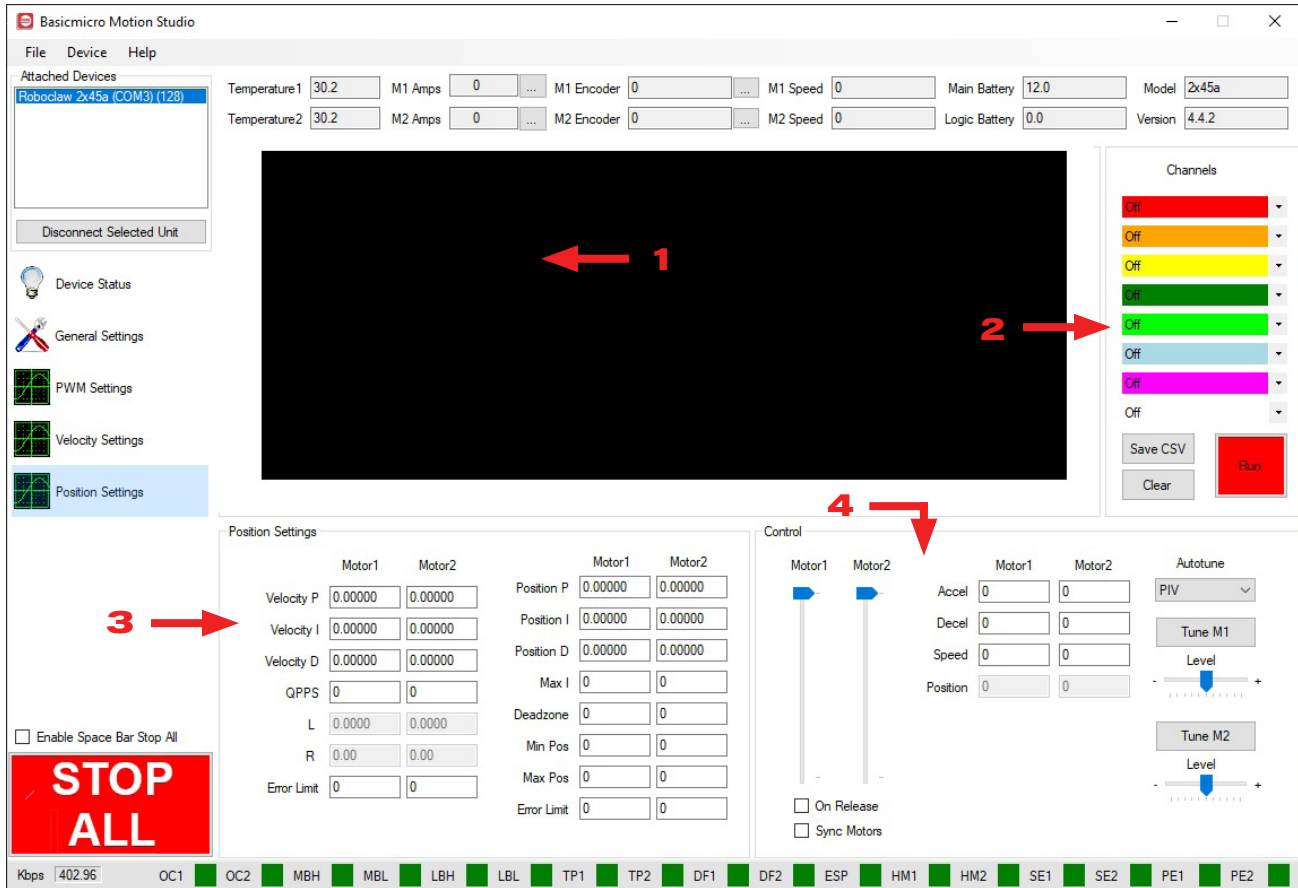 Basicmicro Motion Studio
File Device Help
Attached Devices
Roboclaw 2x45a (COM3) (128)
Disconnect Selected Unit
Temperature1 30.2 M1 Amps 0 ... M1 Encoder 0 ... M1 Speed 0 Main Battery 12.0 Model 2x45a
Temperature2 30.2 M2 Amps 0 ... M2 Encoder 0 ... M2 Speed 0 Logic Battery 0.0 Version 4.4.2
Device Status
General Settings
PWM Settings
Velocity Settings
Position Settings
1
2
Channels
Off
Off
Off
Off
Off
Off
Off
Off
Save CSV
Clear
Run
3
Position Settings
Motor1 Motor2
Velocity P 0.00000 0.00000
Velocity I 0.00000 0.00000
Velocity D 0.00000 0.00000
QPPS 0 0
L 0.0000 0.0000
R 0.00 0.00
Error Limit 0 0
Motor1 Motor2
Position P 0.00000 0.00000
Position I 0.00000 0.00000
Position D 0.00000 0.00000
Max I 0 0
Deadzone 0 0
Min Pos 0 0
Max Pos 0 0
Error Limit 0 0
4
Control
Motor1 Motor2
On Release
Sync Motors
Motor1 Motor2
Accel 0 0
Decel 0 0
Speed 0 0
Position 0 0
Autotune
PIV
Tune M1
Level
- +
Tune M2
Level
- +
Enable Space Bar Stop All
STOP
ALL
Kbps 402.96 OC1 OC2 MBH MBL LBH LBL TP1 TP2 DF1 DF2 ESP HM1 HM2 SE1 SE2 PE1 PE2